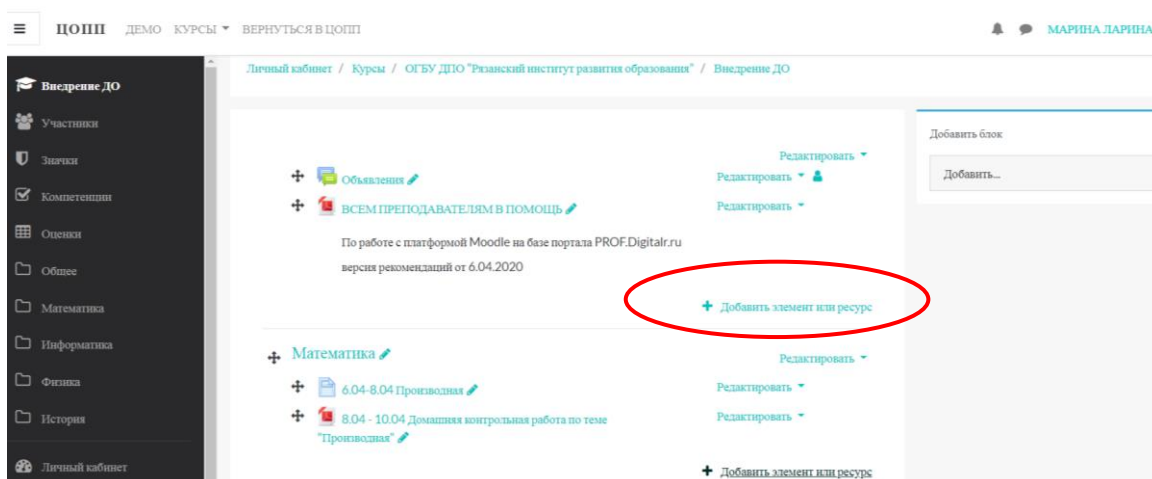 ЦОПП ДЕМО КУРСЫ ВЕРНУТЬСЯ В ЦОПП МАРИНА ЛАРИНА
Личный кабинет / Курсы / ОГБУ ДПО "Рязанский институт развития образования" / Внедрение ДО
Внедрение ДО
Участники
Значки
Компетенции
Оценки
Общее
Математика
Информатика
Физика
История
Личный кабинет
Редактировать
Объявления Редактировать
ВСЕМ ПРЕПОДАВАТЕЛЯМ В ПОМОЩЬ Редактировать
По работе с платформой Moodle на базе портала PROF.Digitalr.ru
версия рекомендаций от 6.04.2020
Добавить элемент или ресурс
Математика Редактировать
6.04-8.04 Производная Редактировать
8.04 - 10.04 Домашняя контрольная работа по теме Редактировать
"Производная"
Добавить элемент или ресурс
Добавить блок
Добавить...